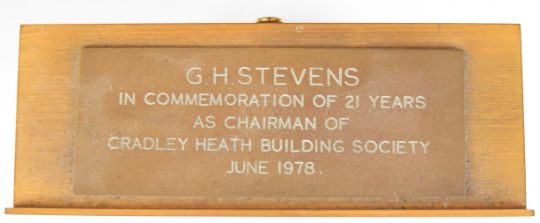 G.H.STEVENS
IN COMMEMORATION OF 21 YEARS
AS CHAIRMAN OF
CRADLEY HEATH BUILDING SOCIETY
JUNE 1978.